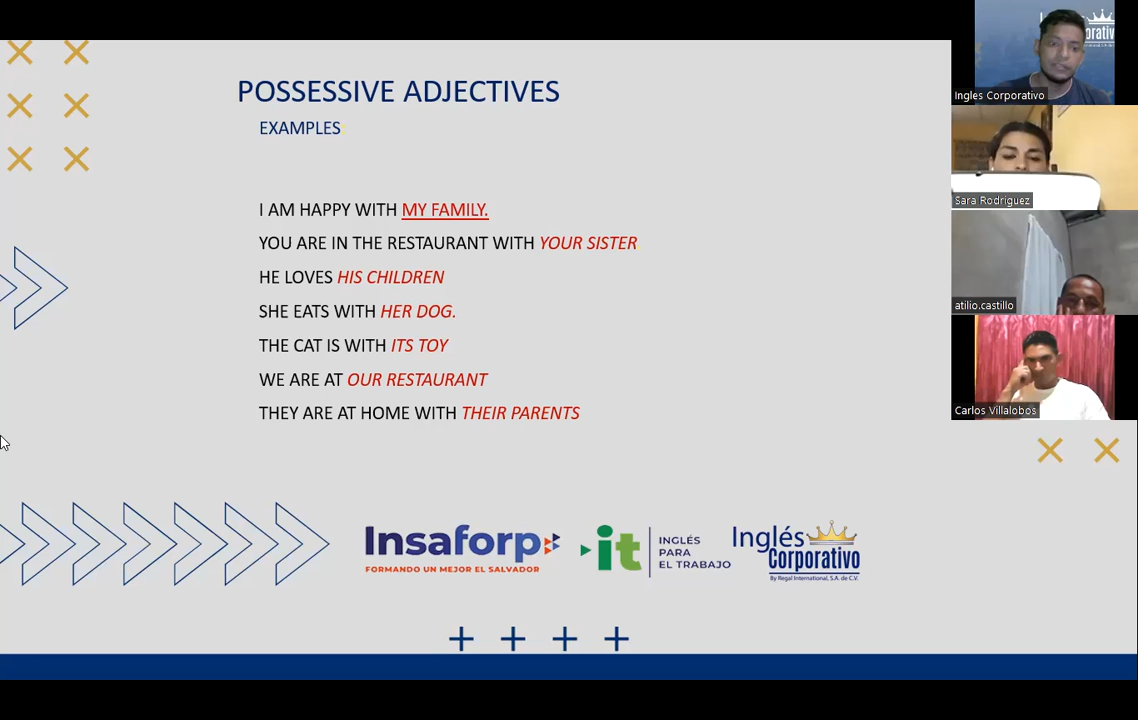 POSSESSIVE ADJECTIVES
EXAMPLES:
I AM HAPPY WITH MY FAMILY.
YOU ARE IN THE RESTAURANT WITH YOUR SISTER
HE LOVES HIS CHILDREN
SHE EATS WITH HER DOG.
THE CAT IS WITH ITS TOY
WE ARE AT OUR RESTAURANT
THEY ARE AT HOME WITH THEIR PARENTS
Insaforp
FORMANDO UN MEJOR EL SALVADOR
it
INGLÉS
PARA
EL TRABAJO
Inglés
Corporativo
By Regal International, S.A. de C.V.
Ingles Corporativo
Sara Rodriguez
atilio.castillo
Carlos Villalobos